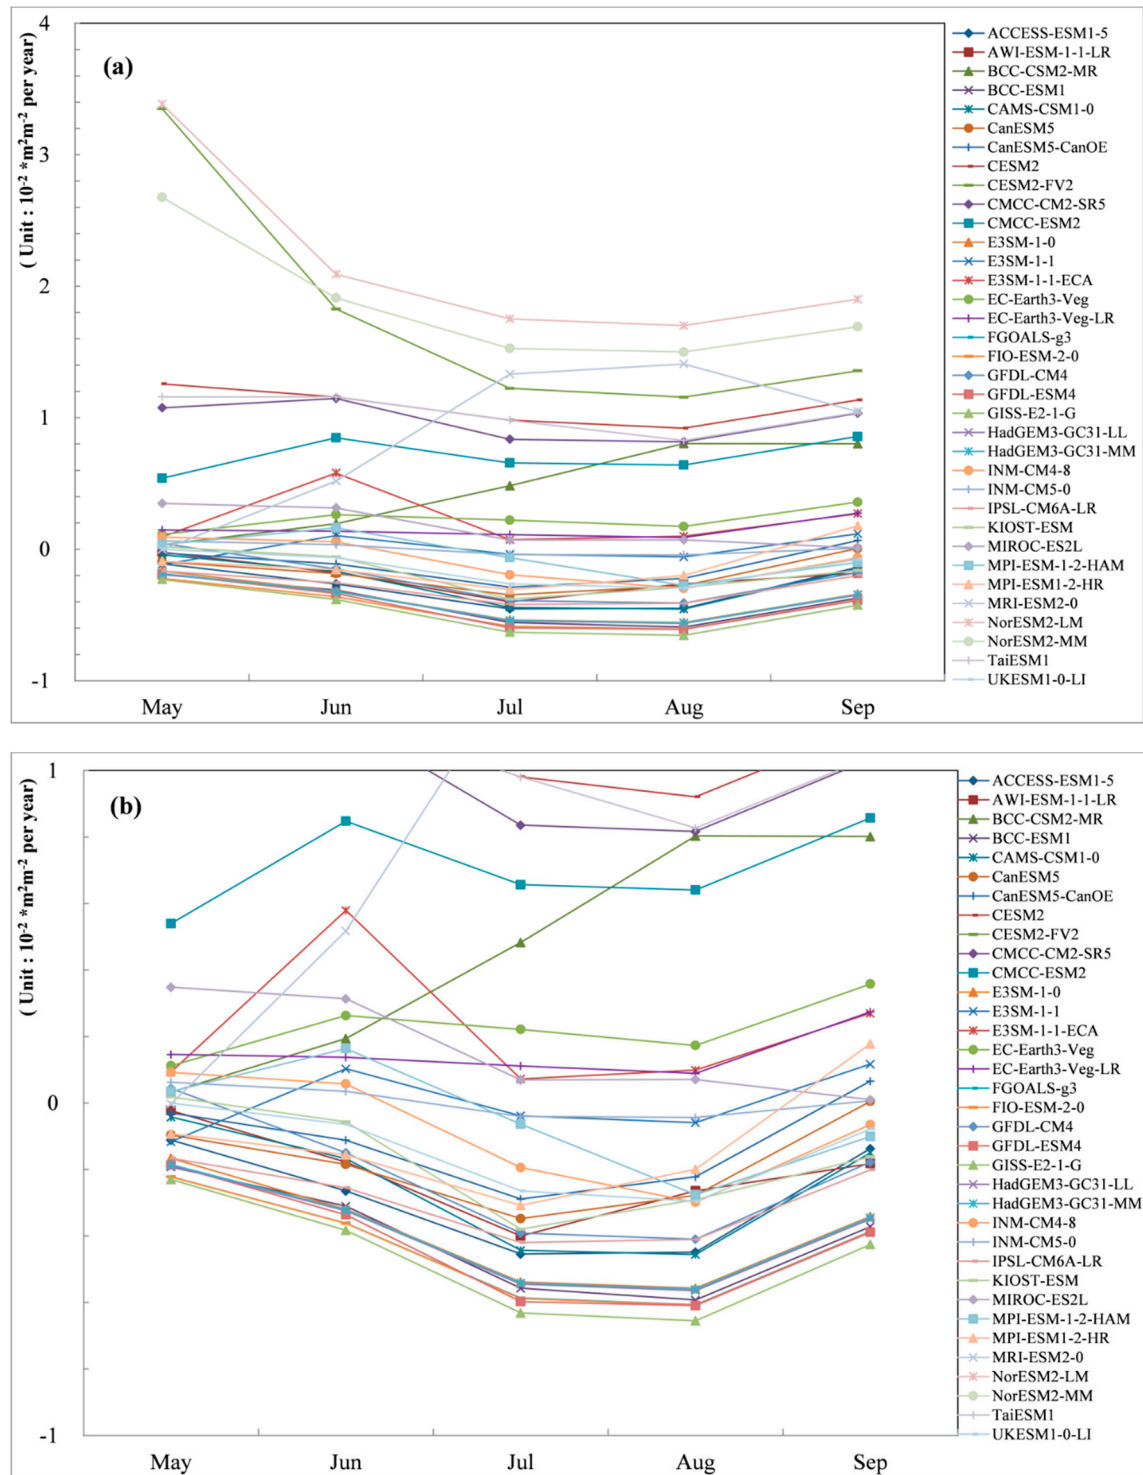 ( Unit : 10-2 *m2m-2 per year)
4
3
2
1
0
-1
(a)
May Jun Jul Aug Sep
ACCESS-ESM1-5
AWI-ESM-1-1-LR
BCC-CSM2-MR
BCC-ESM1
CAMS-CSM1-0
CanESM5
CanESM5-CanOE
CESM2
CESM2-FV2
CMCC-CM2-SR5
CMCC-ESM2
E3SM-1-0
E3SM-1-1
E3SM-1-1-ECA
EC-Earth3-Veg
EC-Earth3-Veg-LR
FGOALS-g3
FIO-ESM-2-0
GFDL-CM4
GFDL-ESM4
GISS-E2-1-G
HadGEM3-GC31-LL
HadGEM3-GC31-MM
INM-CM4-8
INM-CM5-0
IPSL-CM6A-LR
KIOST-ESM
MIROC-ES2L
MPI-ESM-1-2-HAM
MPI-ESM1-2-HR
MRI-ESM2-0
NorESM2-LM
NorESM2-MM
TaiESM1
UKESM1-0-LI
( Unit : 10-2 *m2m-2 per year)
1
0
-1
(b)
May Jun Jul Aug Sep
ACCESS-ESM1-5
AWI-ESM-1-1-LR
BCC-CSM2-MR
BCC-ESM1
CAMS-CSM1-0
CanESM5
CanESM5-CanOE
CESM2
CESM2-FV2
CMCC-CM2-SR5
CMCC-ESM2
E3SM-1-0
E3SM-1-1
E3SM-1-1-ECA
EC-Earth3-Veg
EC-Earth3-Veg-LR
FGOALS-g3
FIO-ESM-2-0
GFDL-CM4
GFDL-ESM4
GISS-E2-1-G
HadGEM3-GC31-LL
HadGEM3-GC31-MM
INM-CM4-8
INM-CM5-0
IPSL-CM6A-LR
KIOST-ESM
MIROC-ES2L
MPI-ESM-1-2-HAM
MPI-ESM1-2-HR
MRI-ESM2-0
NorESM2-LM
NorESM2-MM
TaiESM1
UKESM1-0-LI